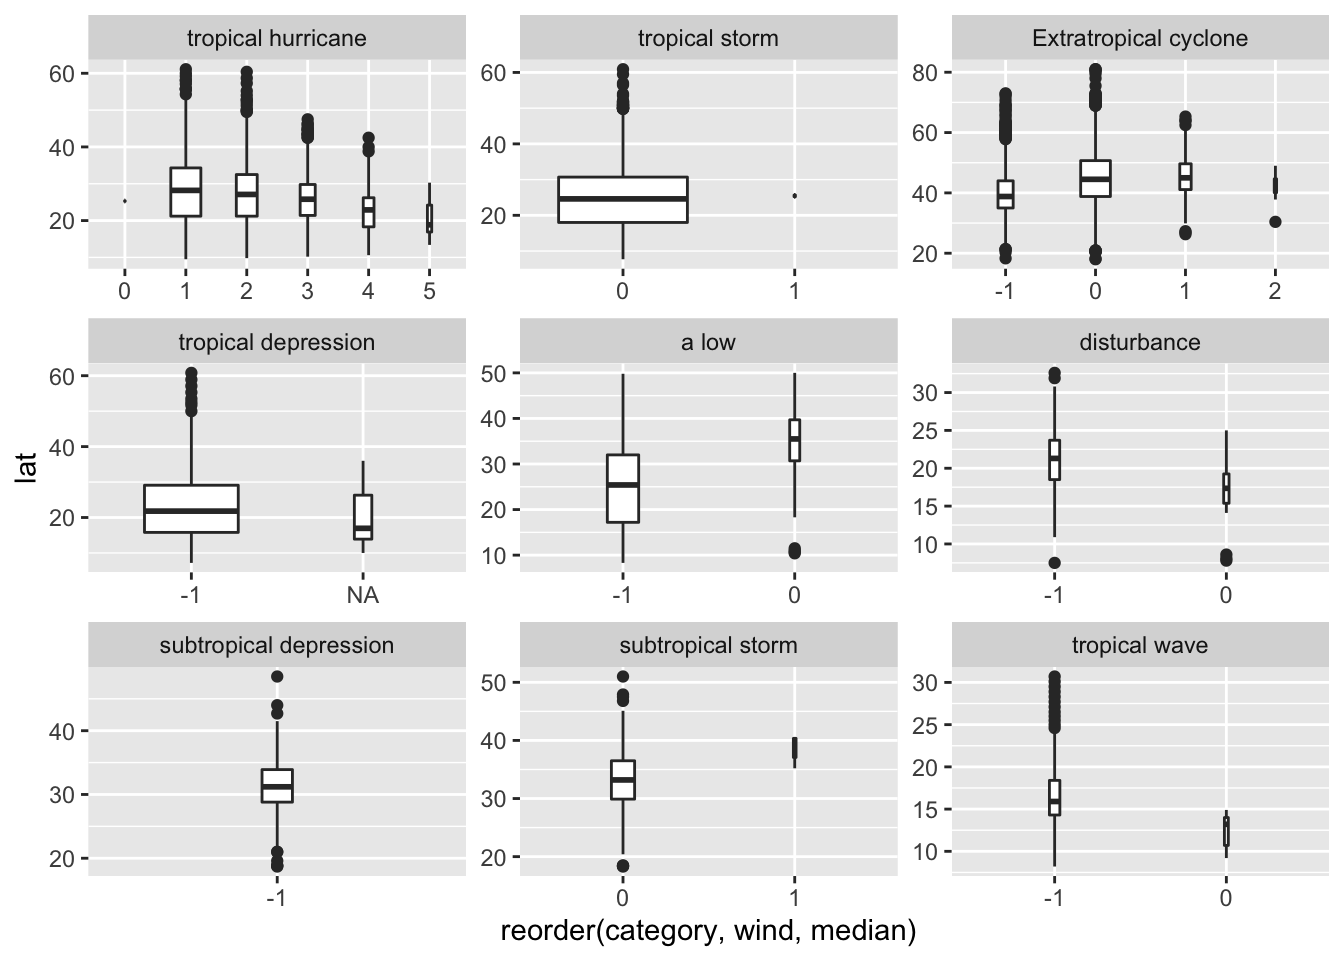 tropical hurricane
tropical storm
Extratropical cyclone
60
40
20
0 1 2 3 4 5
60
40
20
0 1
80
60
40
20
-1 0 1 2
lat
tropical depression
a low
disturbance
60
40
20
-1 NA
50
40
30
20
10
-1 0
30
25
20
15
10
-1 0
subtropical depression
subtropical storm
tropical wave
40
30
20
-1
50
40
30
20
0 1
30
25
20
15
10
-1 0
reorder(category, wind, median)